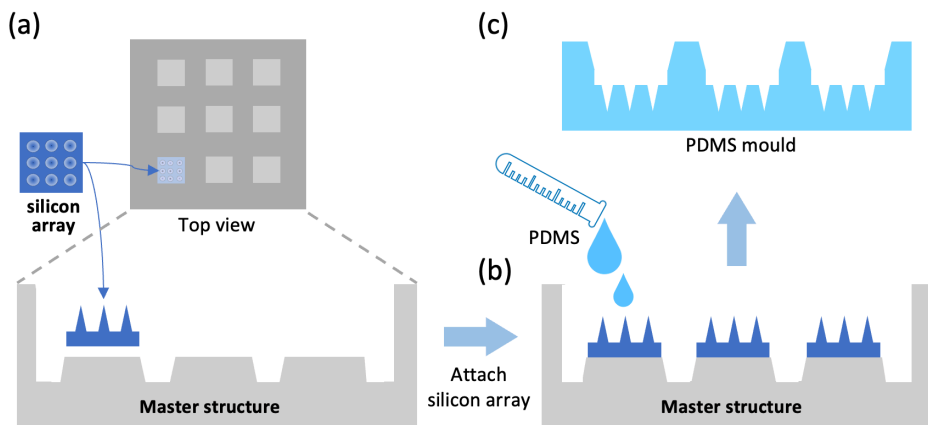 (a)
silicon
array
Top view
Master structure
Attach
silicon array
(b)
PDMS
Master structure
(c)
PDMS mould